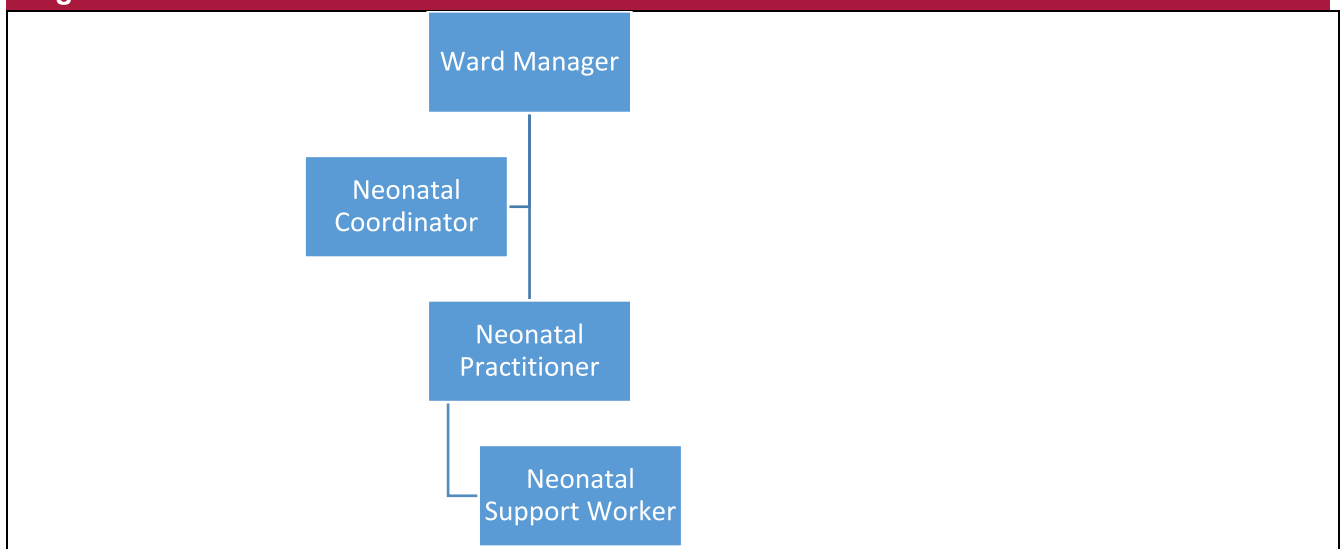 Ward Manager
Neonatal
Coordinator
Neonatal
Practitioner
Neonatal
Support Worker